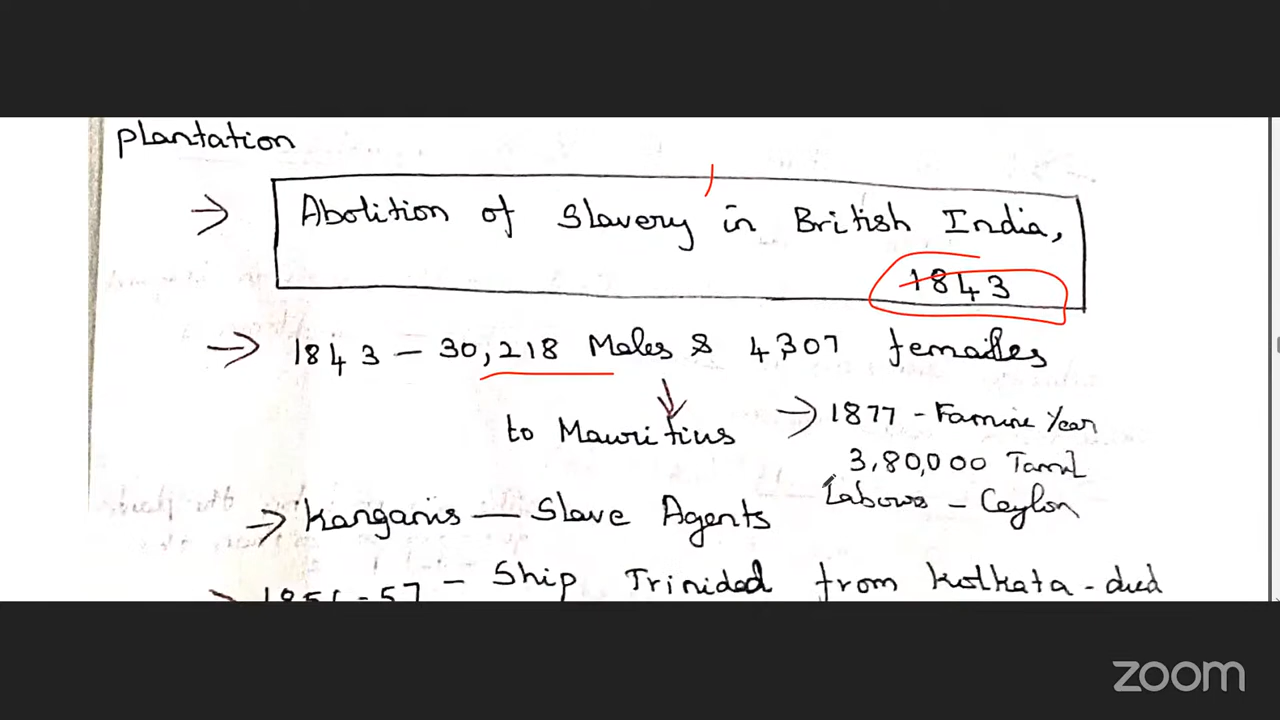 plantation
→ Abolition of Slavery in British India,
1843
→ 1843 – 30,218 Males & 4307 females
to Mauritius
→ 1877 - Famine Year
3,80,000 Tamil
Labours - Ceylon
→ Kanganis — Slave Agents
– Ship Trinidad from Kolkata - died
zoom